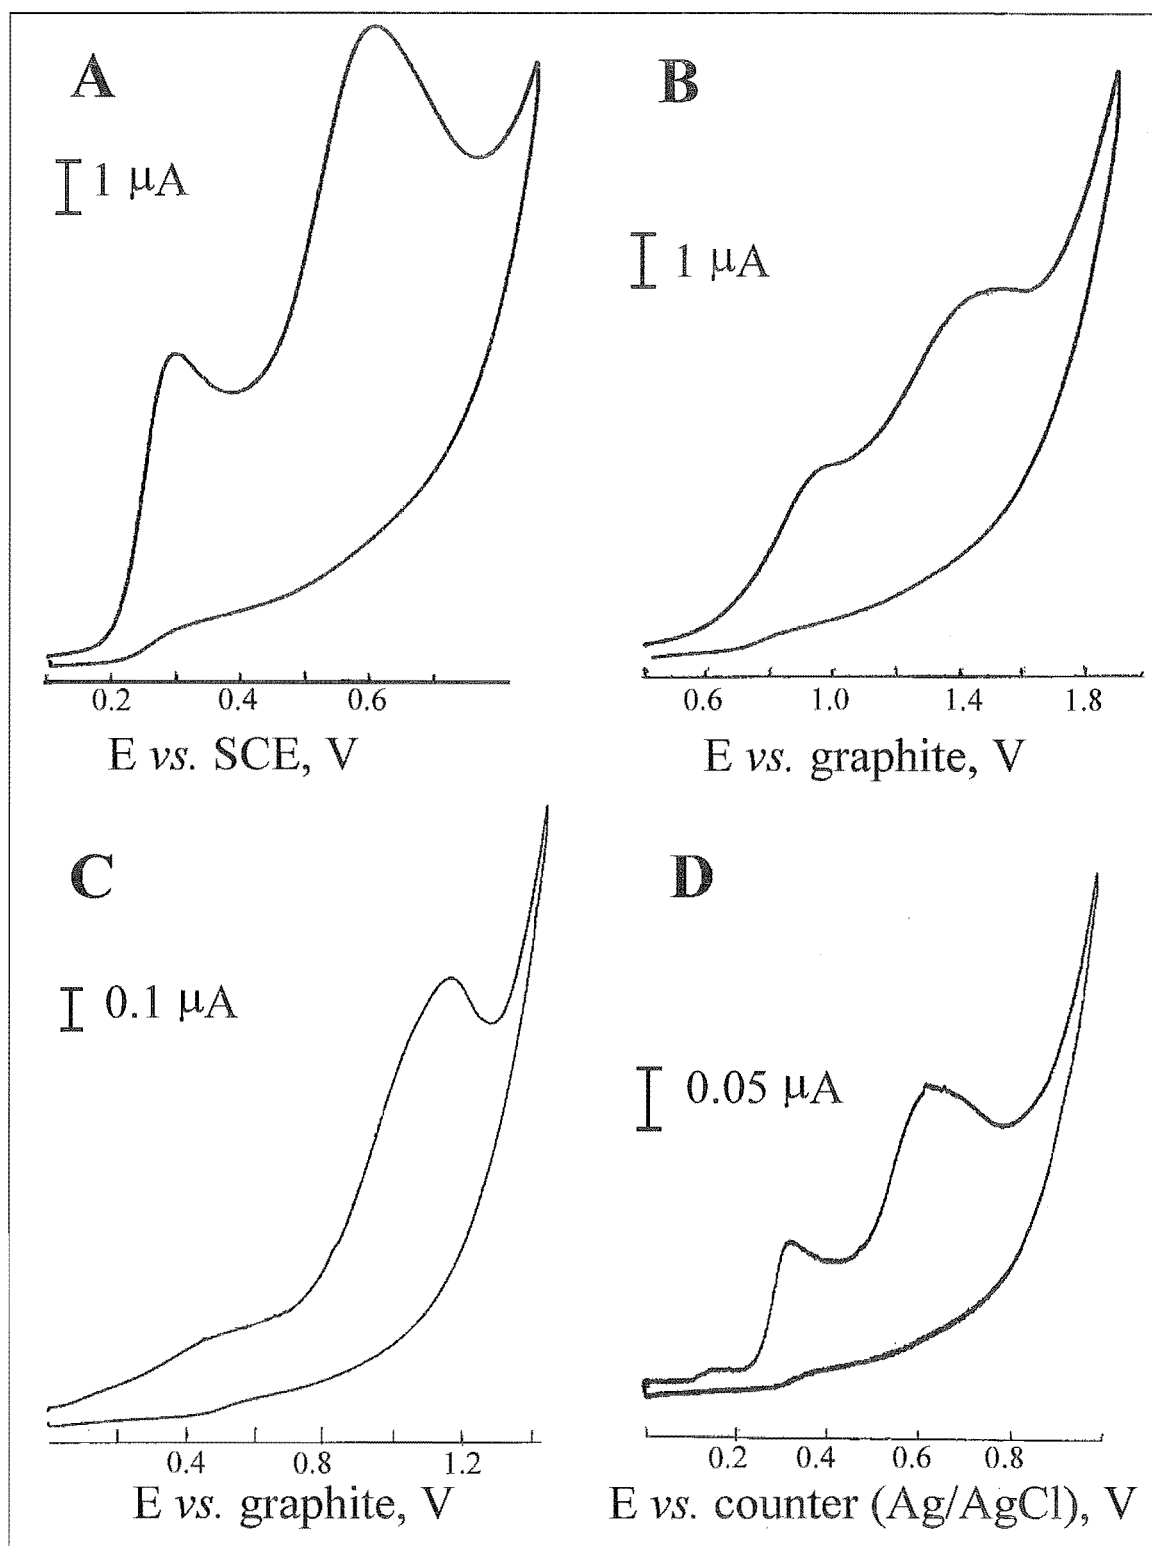 A
B
1 μA
1 μA
0.2 0.4 0.6
0.6 1.0 1.4 1.8
E vs. SCE, V
E vs. graphite, V
C
D
0.1 μA
0.05 μA
0.4 0.8 1.2
0.2 0.4 0.6 0.8
E vs. graphite, V
E vs. counter (Ag/AgCl), V